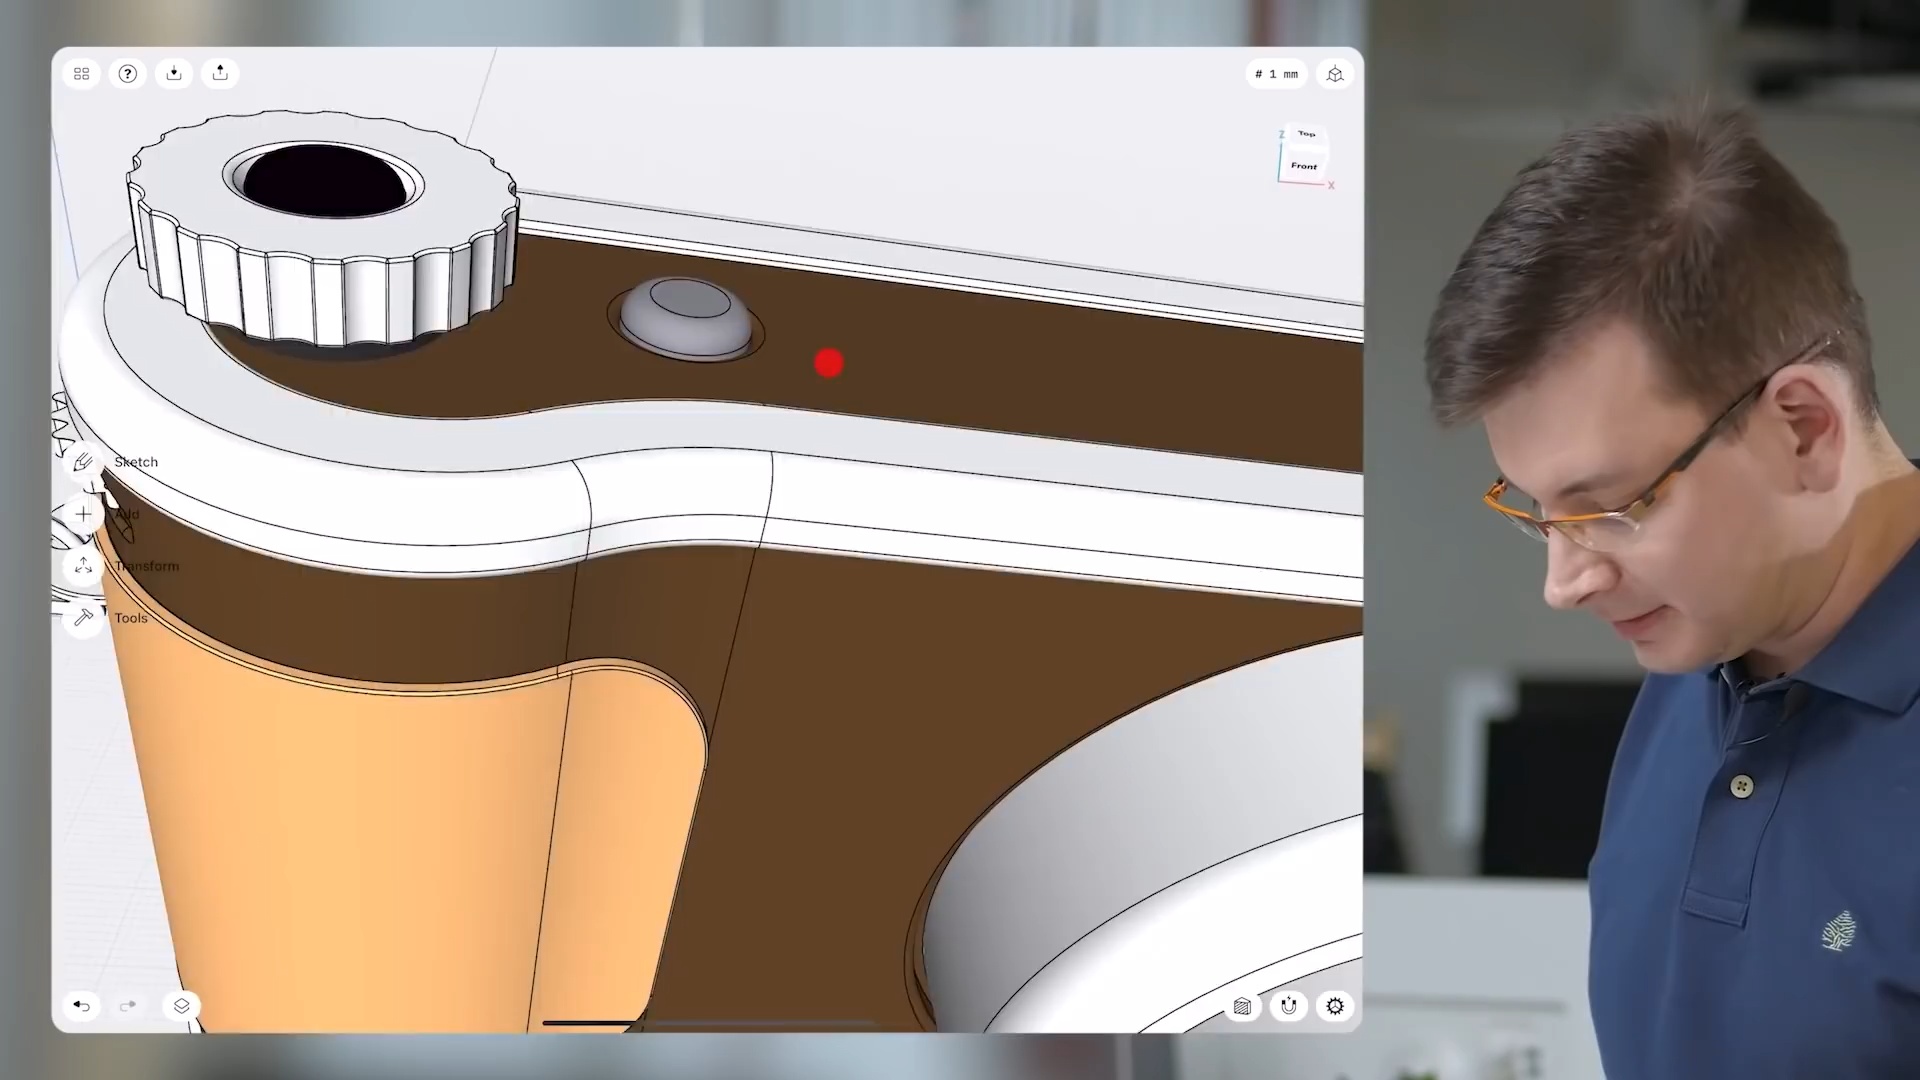 ?
# 1 mm
Top
Z
Front
X
Sketch
Add
Transform
Tools